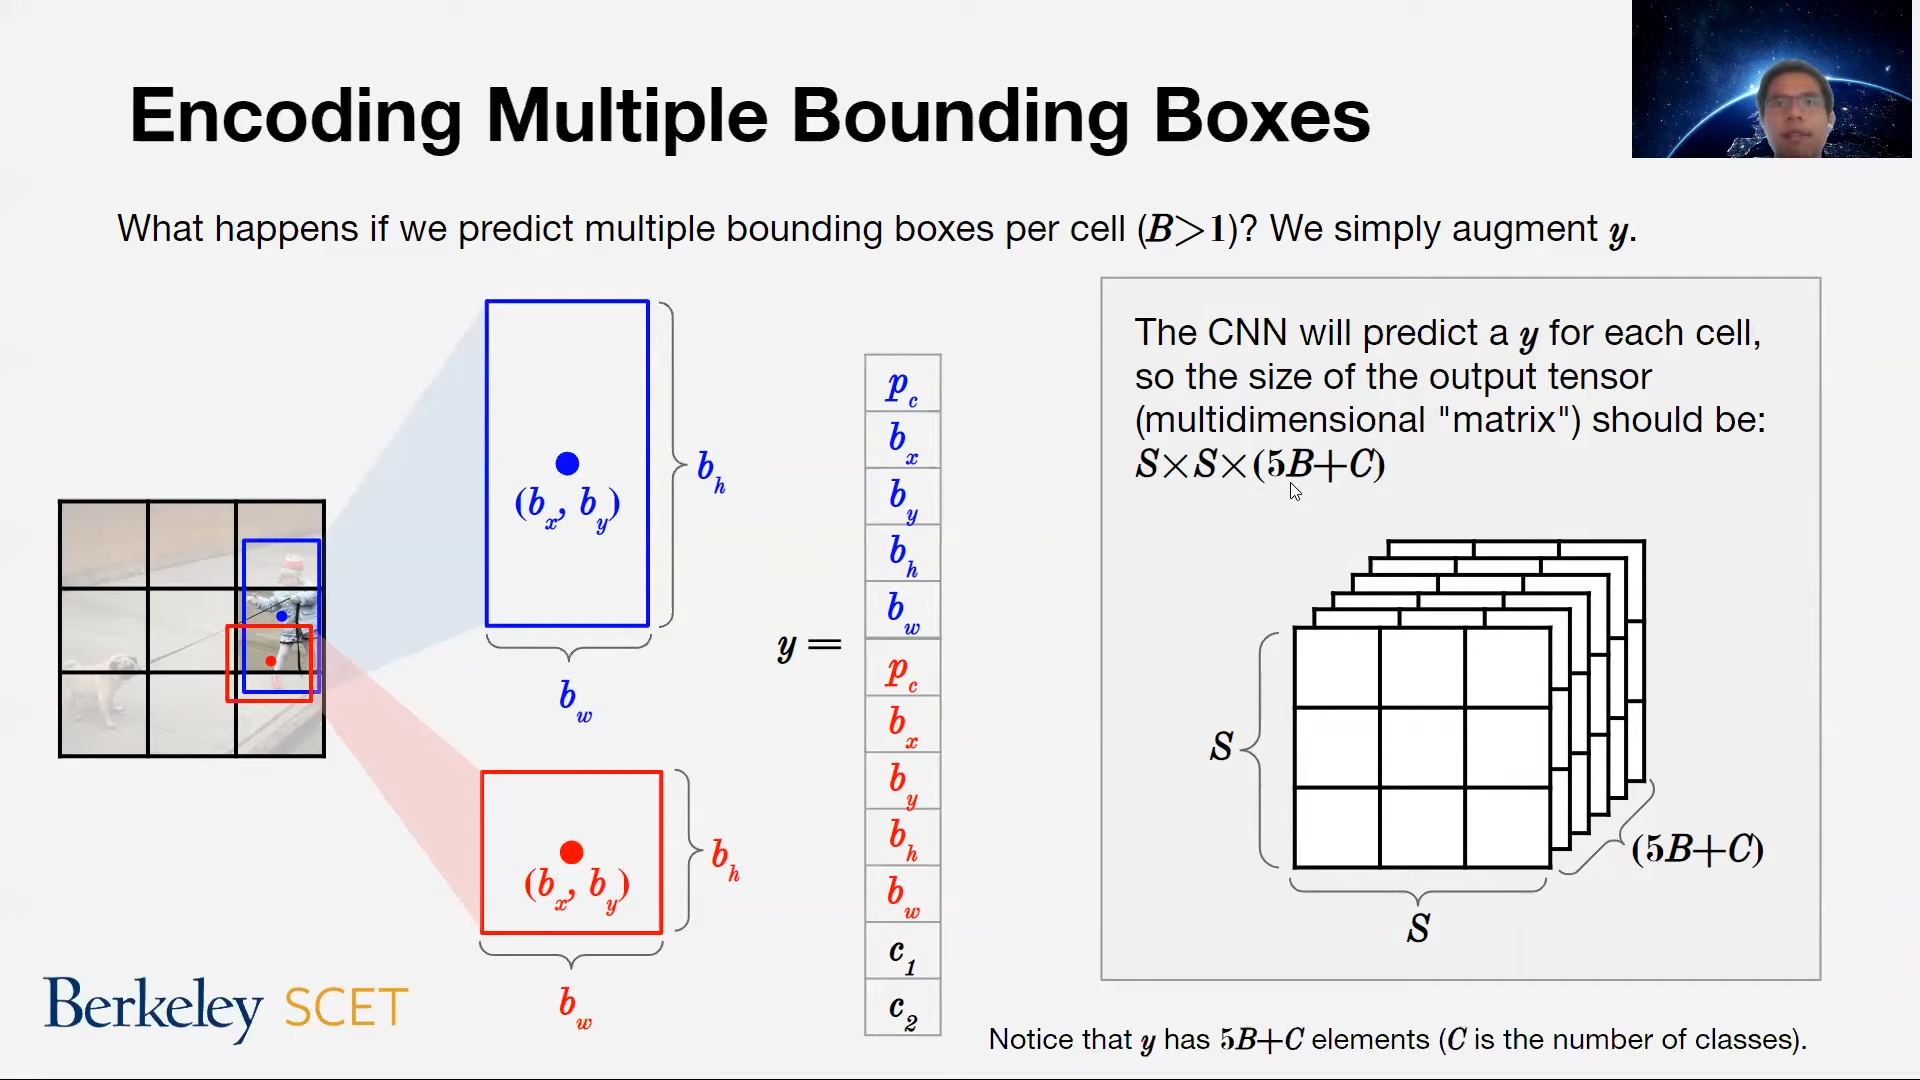 Encoding Multiple Bounding Boxes
What happens if we predict multiple bounding boxes per cell (B>1)? We simply augment y.
(b_x, b_y)
b_h
b_w
(b_x, b_y)
b_h
b_w
y =
p_c
b_x
b_y
b_h
b_w
p_c
b_x
b_y
b_h
b_w
c_1
c_2
The CNN will predict a y for each cell,
so the size of the output tensor
(multidimensional "matrix") should be:
S×S×(5B+C)
S
(5B+C)
S
Notice that y has 5B+C elements (C is the number of classes).
Berkeley SCET